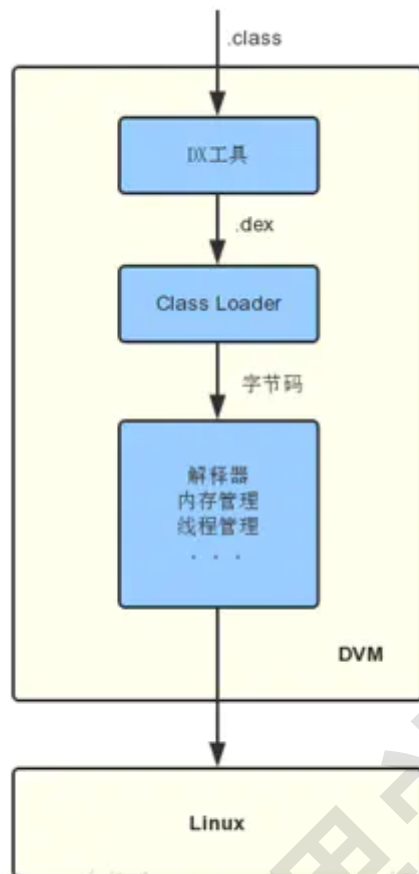 .class
DX工具
.dex
Class Loader
字节码
解释器
内存管理
线程管理
. . .
DVM
Linux